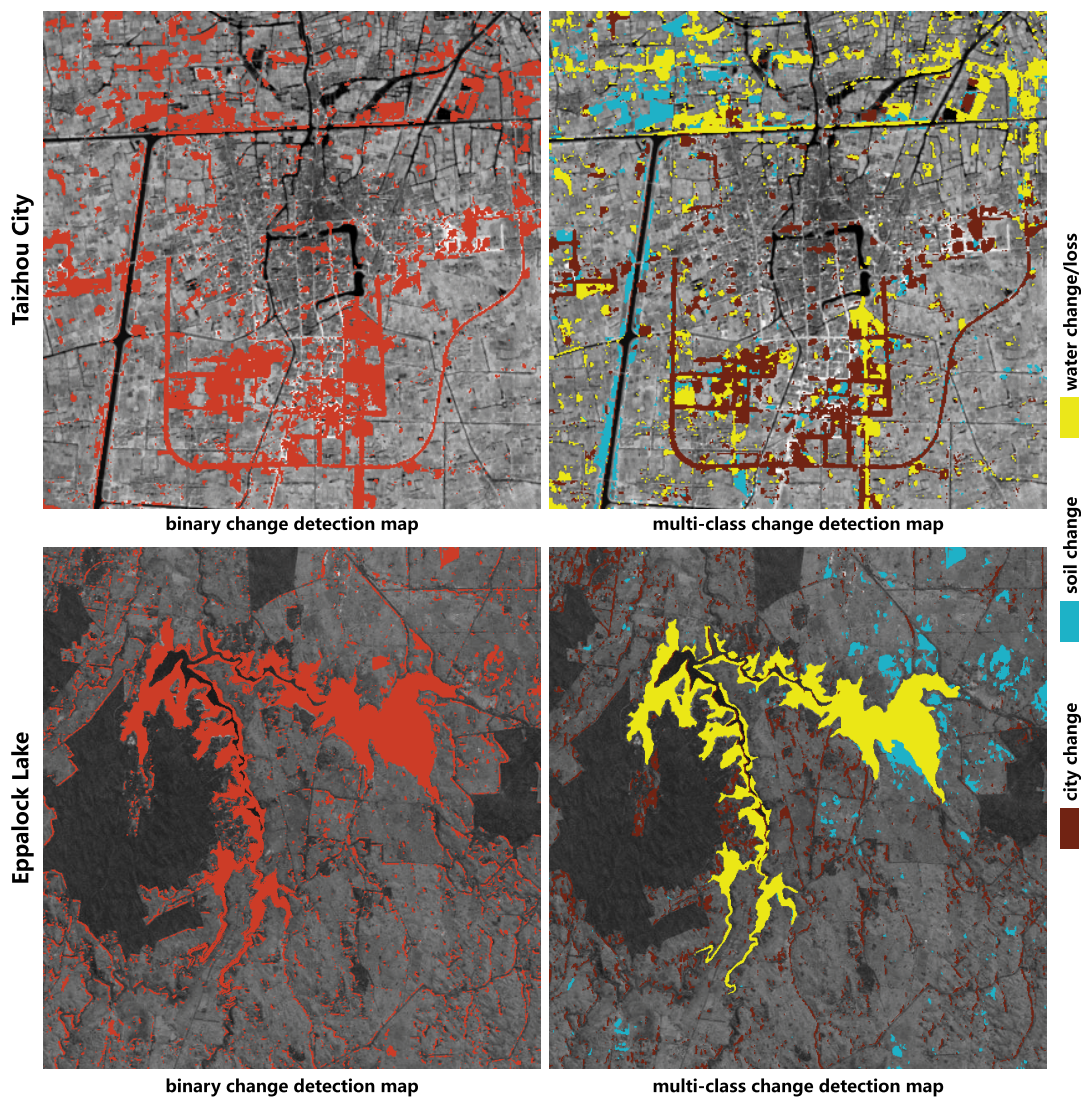 Taizhou City
binary change detection map
multi-class change detection map
Eppalock Lake
binary change detection map
multi-class change detection map
water change/loss
soil change
city change